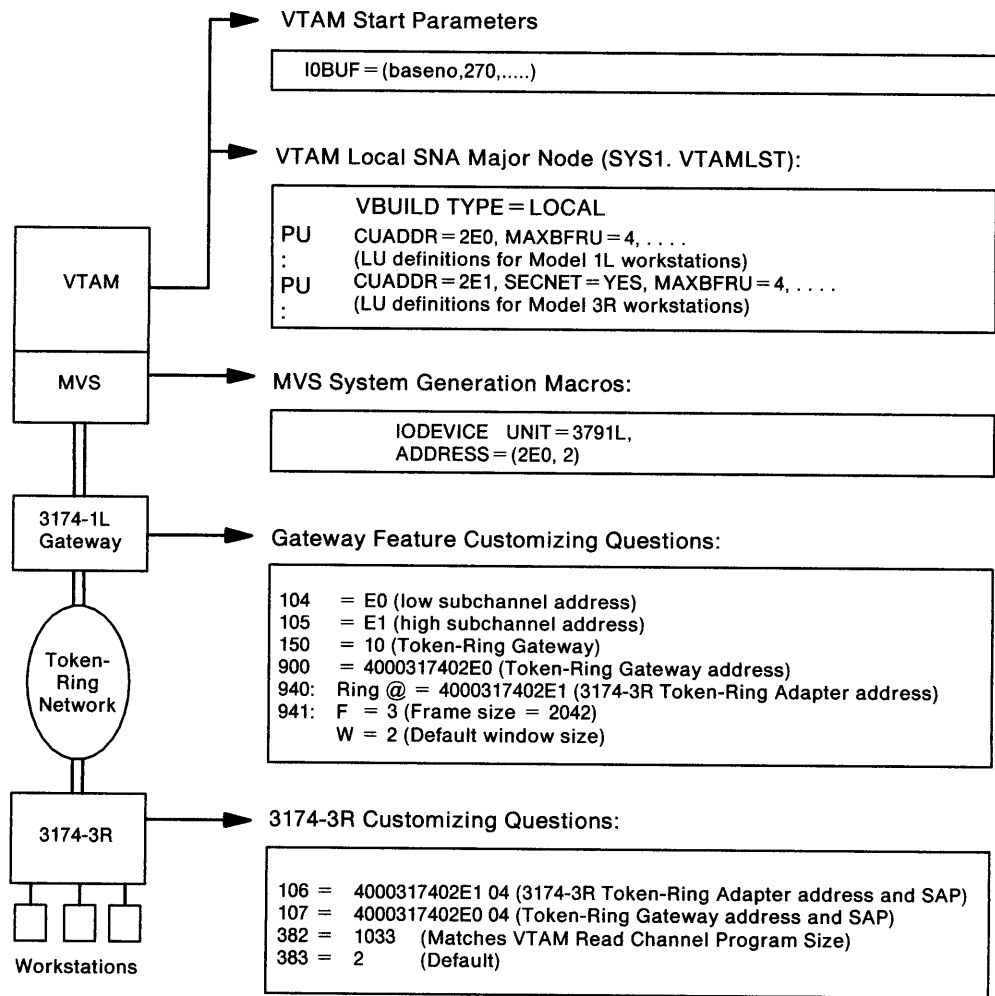 VTAM Start Parameters
I0BUF = (baseno,270,.....)
VTAM Local SNA Major Node (SYS1. VTAMLST):
VBUILD TYPE = LOCAL
PU CUADDR = 2E0, MAXBFRU = 4, . . . .
: (LU definitions for Model 1L workstations)
PU CUADDR = 2E1, SECNET = YES, MAXBFRU = 4, . . . .
: (LU definitions for Model 3R workstations)
VTAM
MVS
MVS System Generation Macros:
IODEVICE UNIT = 3791L,
ADDRESS = (2E0, 2)
3174-1L
Gateway
Gateway Feature Customizing Questions:
104 = E0 (low subchannel address)
105 = E1 (high subchannel address)
150 = 10 (Token-Ring Gateway)
900 = 4000317402E0 (Token-Ring Gateway address)
940: Ring @ = 4000317402E1 (3174-3R Token-Ring Adapter address)
941: F = 3 (Frame size = 2042)
W = 2 (Default window size)
Token-
Ring
Network
3174-3R
3174-3R Customizing Questions:
106 = 4000317402E1 04 (3174-3R Token-Ring Adapter address and SAP)
107 = 4000317402E0 04 (Token-Ring Gateway address and SAP)
382 = 1033 (Matches VTAM Read Channel Program Size)
383 = 2 (Default)
Workstations